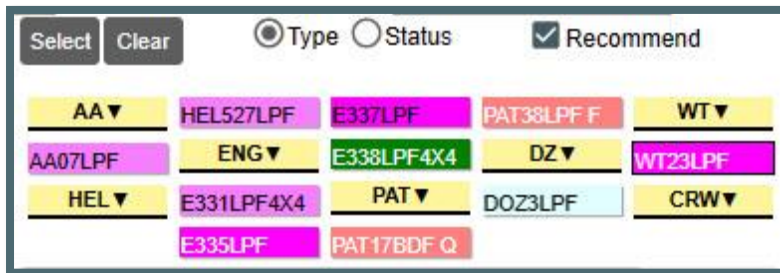 Select Clear Type Status Recommend
AA▼ HEL527LPF E337LPF PAT38LPF F WT▼
AA07LPF ENG▼ E338LPF4X4 DZ▼ WT23LPF
HEL▼ E331LPF4X4 PAT▼ DOZ3LPF CRW▼
E335LPF PAT17BDF Q